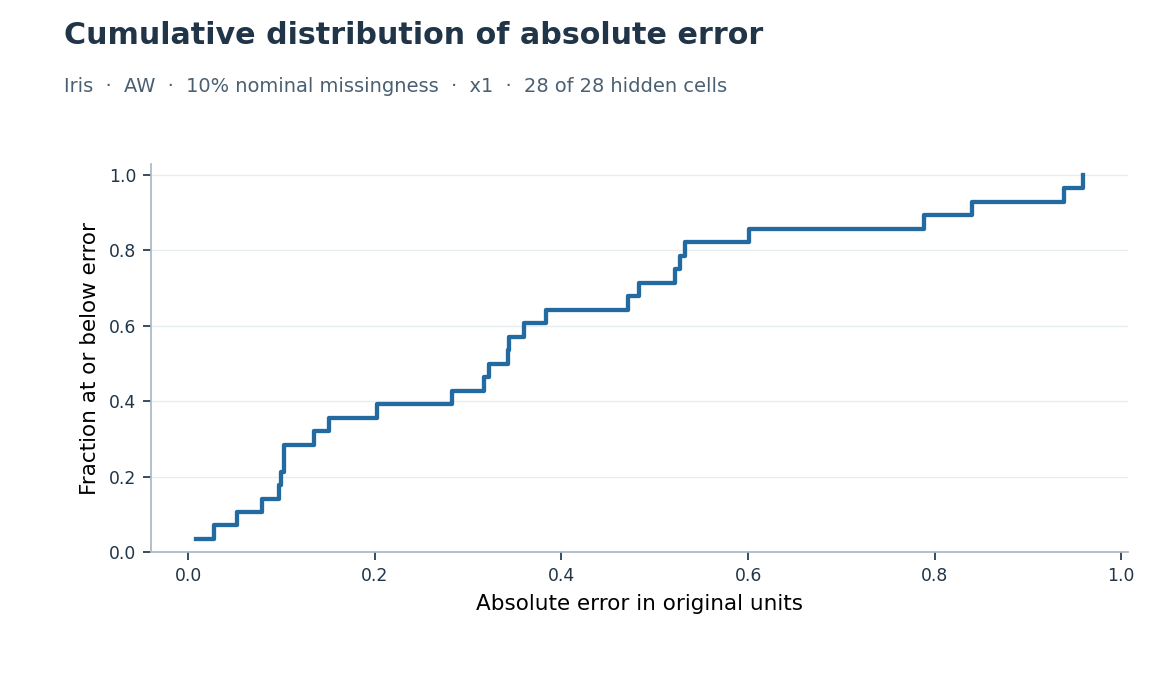 Cumulative distribution of absolute error
Iris · AW · 10% nominal missingness · x1 · 28 of 28 hidden cells
Fraction at or below error
1.0
0.8
0.6
0.4
0.2
0.0
0.0 0.2 0.4 0.6 0.8 1.0
Absolute error in original units